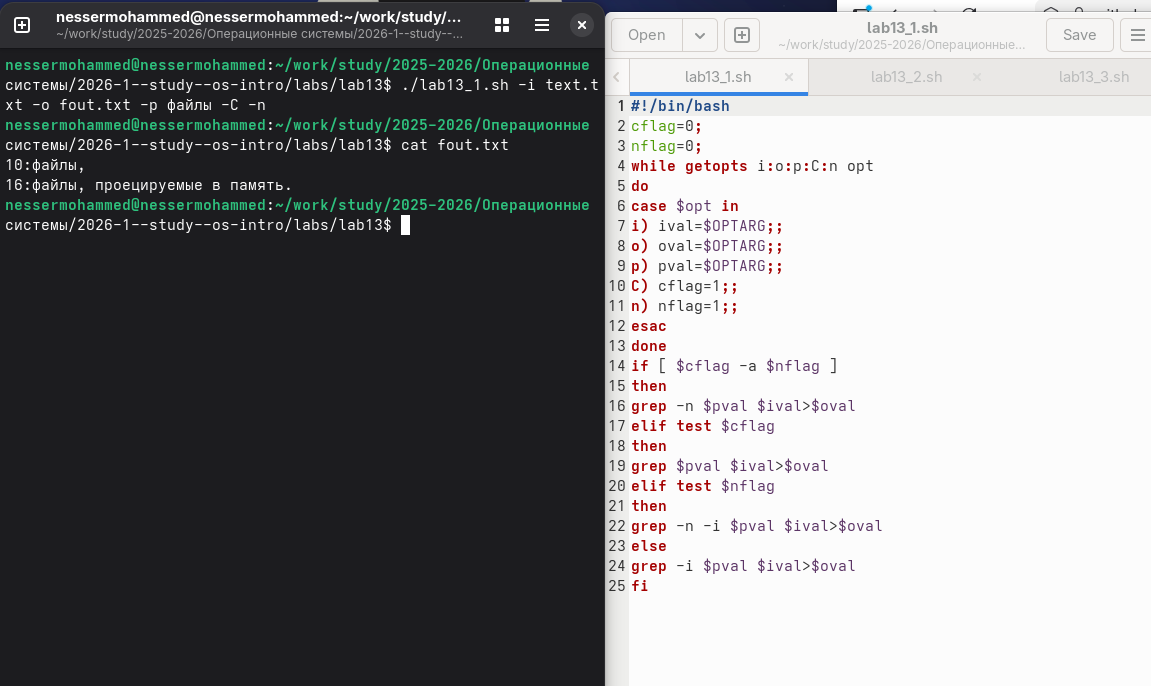 nessermohammed@nessermohammed:~/work/study/...
~/work/study/2025-2026/Операционные системы/2026-1--study--...
nessermohammed@nessermohammed:~/work/study/2025-2026/Операционные
системы/2026-1--study--os-intro/labs/lab13$ ./lab13_1.sh -i text.t
xt -o fout.txt -p файлы -C -n
nessermohammed@nessermohammed:~/work/study/2025-2026/Операционные
системы/2026-1--study--os-intro/labs/lab13$ cat fout.txt
10:файлы,
16:файлы, проецируемые в память.
nessermohammed@nessermohammed:~/work/study/2025-2026/Операционные
системы/2026-1--study--os-intro/labs/lab13$
Open
lab13_1.sh
~/work/study/2025-2026/Операционные...
Save
lab13_1.sh
lab13_2.sh
lab13_3.sh
1 #!/bin/bash
2 cflag=0;
3 nflag=0;
4 while getopts i:o:p:C:n opt
5 do
6 case $opt in
7 i) ival=$OPTARG;;
8 o) oval=$OPTARG;;
9 p) pval=$OPTARG;;
10 C) cflag=1;;
11 n) nflag=1;;
12 esac
13 done
14 if [ $cflag -a $nflag ]
15 then
16 grep -n $pval $ival>$oval
17 elif test $cflag
18 then
19 grep $pval $ival>$oval
20 elif test $nflag
21 then
22 grep -n -i $pval $ival>$oval
23 else
24 grep -i $pval $ival>$oval
25 fi